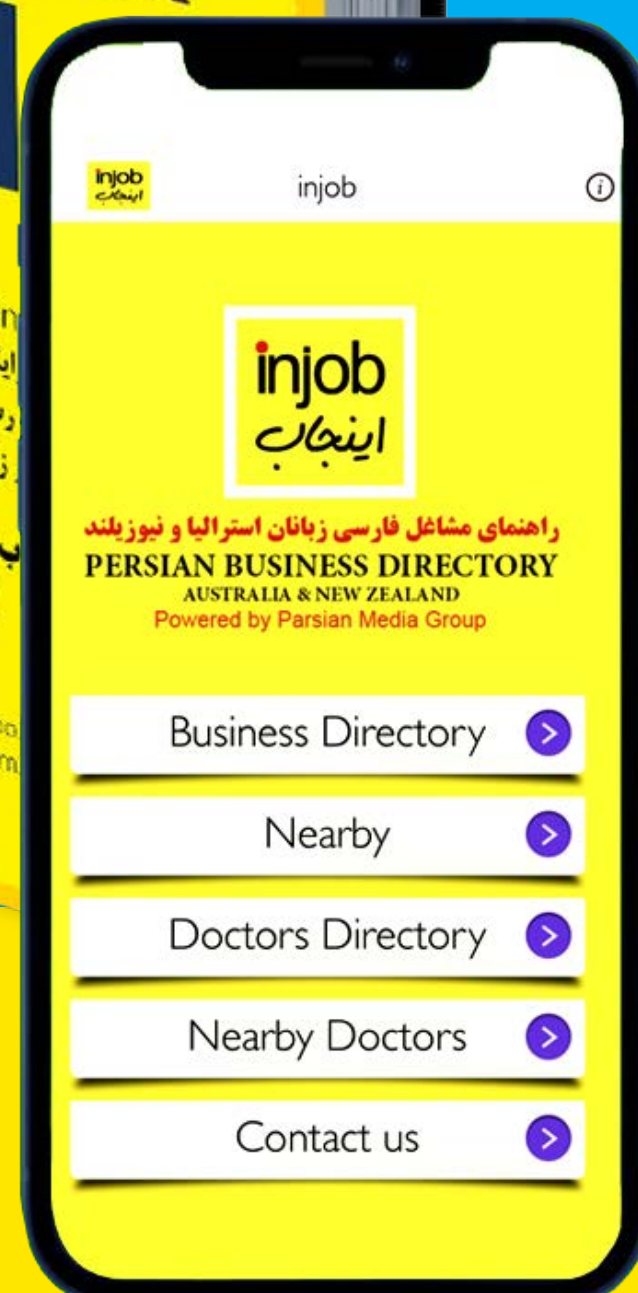 injob
اینجاب
injob
injob
اینجاب
راهنمای مشاغل فارسی زبانان استرالیا و نیوزیلند
PERSIAN BUSINESS DIRECTORY
AUSTRALIA & NEW ZEALAND
Powered by Parsian Media Group
Business Directory
Nearby
Doctors Directory
Nearby Doctors
Contact us